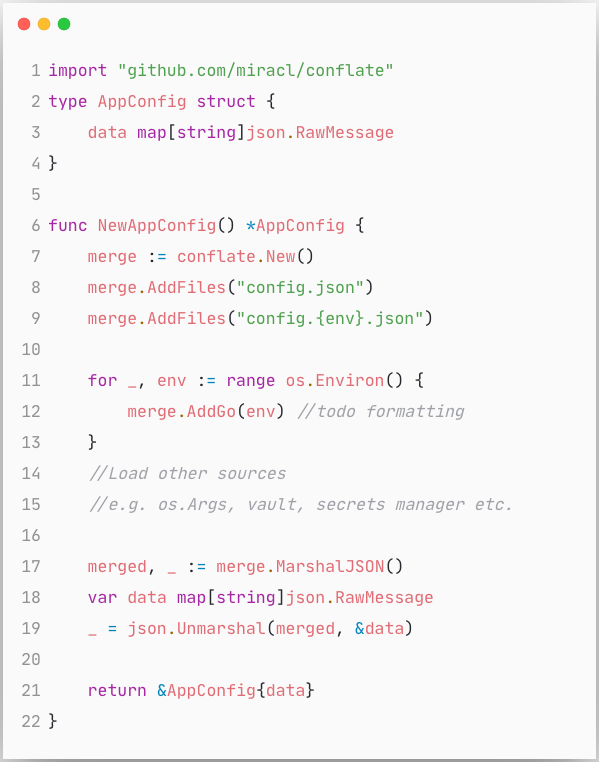 1 import "github.com/miracl/conflate"
2 type AppConfig struct {
3     data map[string]json.RawMessage
4 }
5
6 func NewAppConfig() *AppConfig {
7     merge := conflate.New()
8     merge.AddFiles("config.json")
9     merge.AddFiles("config.{env}.json")
10
11     for _, env := range os.Environ() {
12         merge.AddGo(env) //todo formatting
13     }
14     //Load other sources
15     //e.g. os.Args, vault, secrets manager etc.
16
17     merged, _ := merge.MarshalJSON()
18     var data map[string]json.RawMessage
19     _ = json.Unmarshal(merged, &data)
20
21     return &AppConfig{data}
22 }